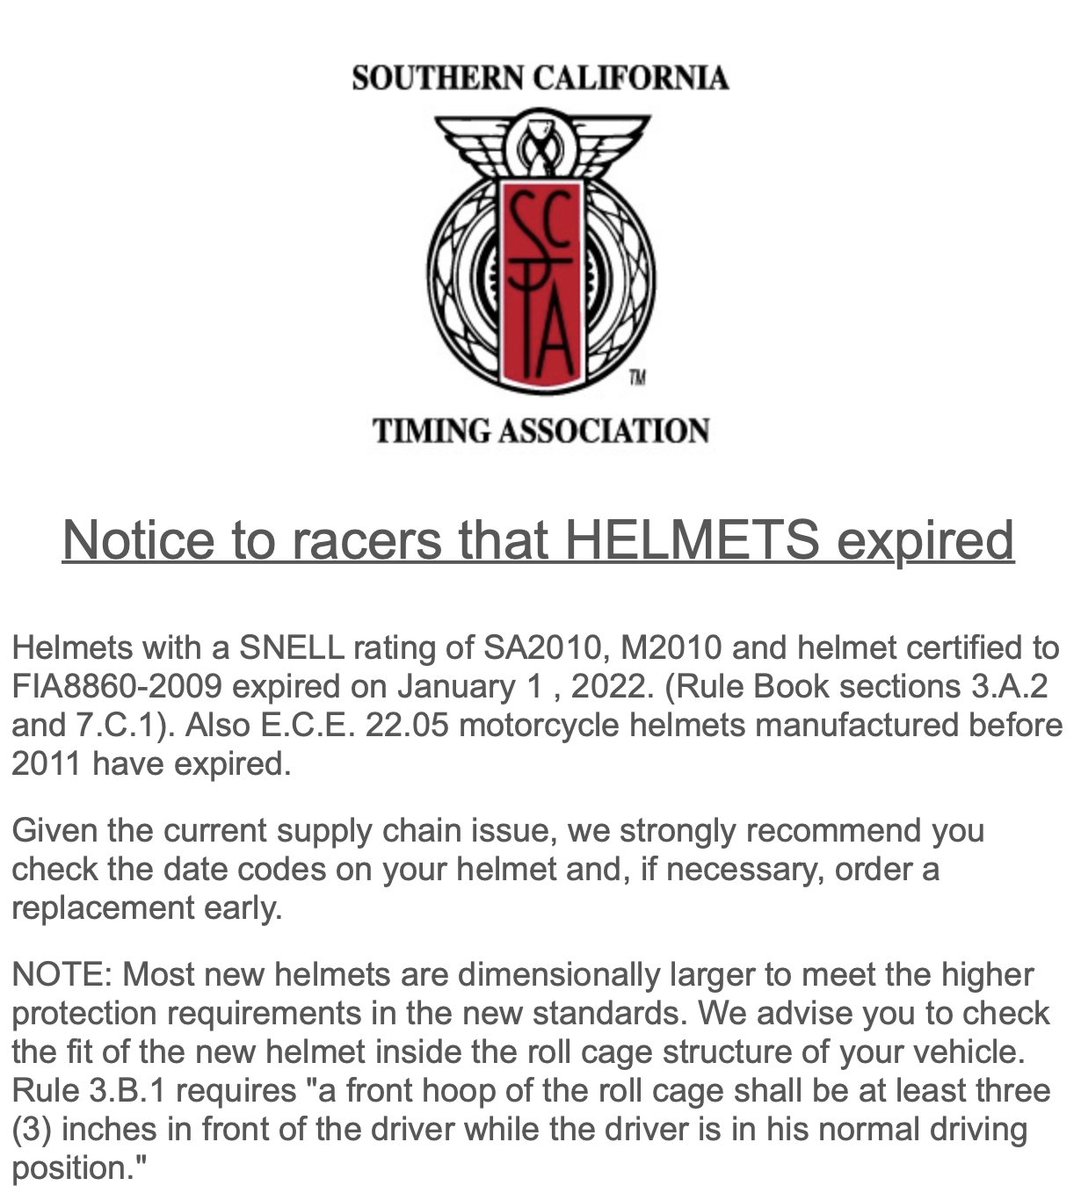 SOUTHERN CALIFORNIA
SC
TA
TM
TIMING ASSOCIATION
Notice to racers that HELMETS expired
Helmets with a SNELL rating of SA2010, M2010 and helmet certified to
FIA8860-2009 expired on January 1 , 2022. (Rule Book sections 3.A.2
and 7.C.1). Also E.C.E. 22.05 motorcycle helmets manufactured before
2011 have expired.
Given the current supply chain issue, we strongly recommend you
check the date codes on your helmet and, if necessary, order a
replacement early.
NOTE: Most new helmets are dimensionally larger to meet the higher
protection requirements in the new standards. We advise you to check
the fit of the new helmet inside the roll cage structure of your vehicle.
Rule 3.B.1 requires "a front hoop of the roll cage shall be at least three
(3) inches in front of the driver while the driver is in his normal driving
position."